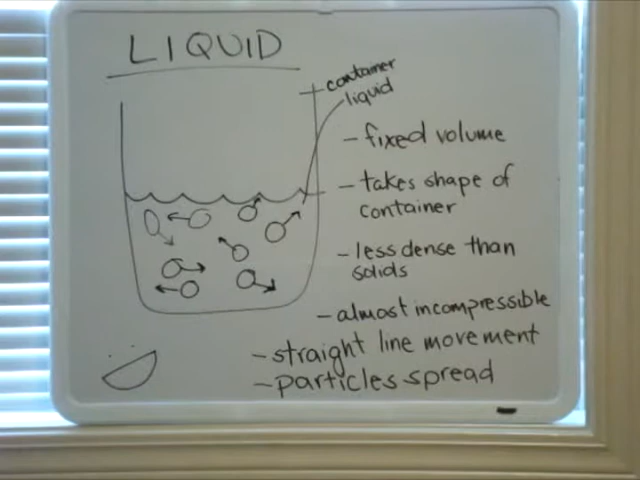 LIQUID
container
liquid
- fixed volume
- takes shape of
container
- less dense than
solids
- almost incompressible
- straight line movement
- particles spread